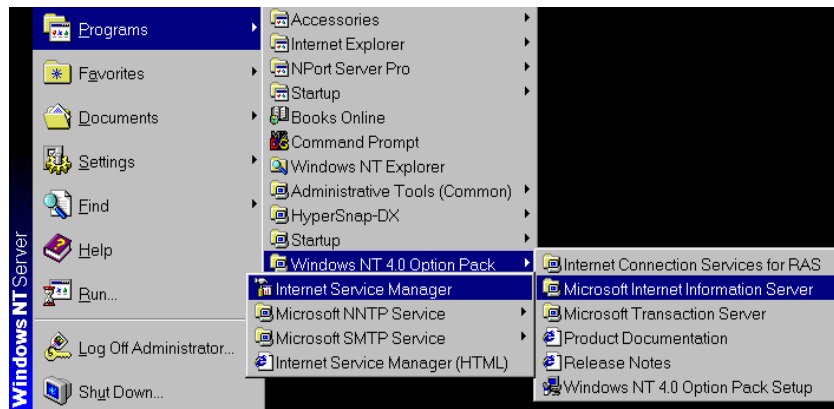 Programs
Favorites
Documents
Settings
Find
Help
Run...
Log Off Administrator...
Shut Down...
Windows NT Server
Accessories
Internet Explorer
NPort Server Pro
Startup
Books Online
Command Prompt
Windows NT Explorer
Administrative Tools (Common)
HyperSnap-DX
Startup
Windows NT 4.0 Option Pack
Internet Connection Services for RAS
Microsoft Internet Information Server
Microsoft Transaction Server
Product Documentation
Release Notes
Windows NT 4.0 Option Pack Setup
Internet Service Manager
Microsoft NNTP Service
Microsoft SMTP Service
Internet Service Manager (HTML)